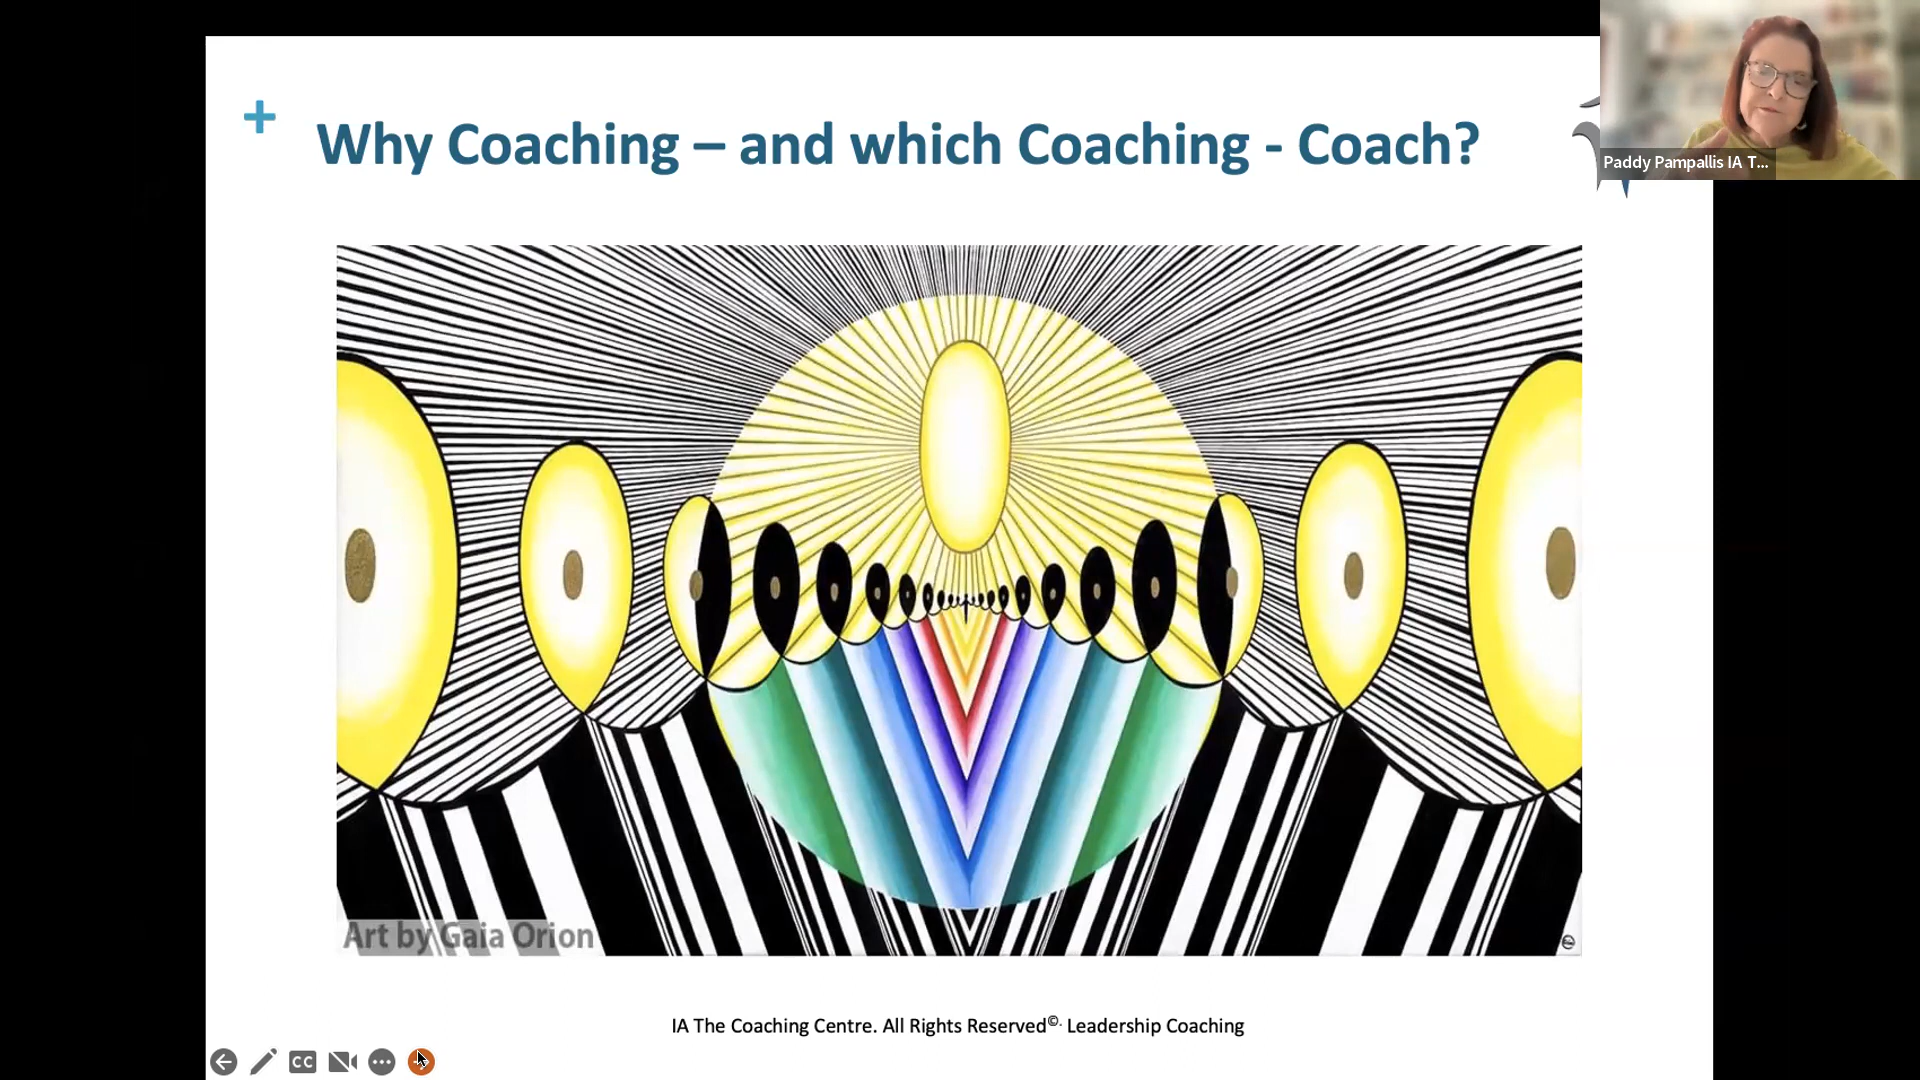 + Why Coaching – and which Coaching - Coach?
Paddy Pampallis IA T...
Art by Gaia Orion
IA The Coaching Centre. All Rights Reserved©. Leadership Coaching
CC